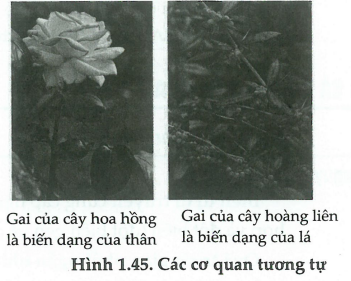 Gai của cây hoa hồng
là biến dạng của thân
Gai của cây hoàng liên
là biến dạng của lá
Hình 1.45. Các cơ quan tương tự